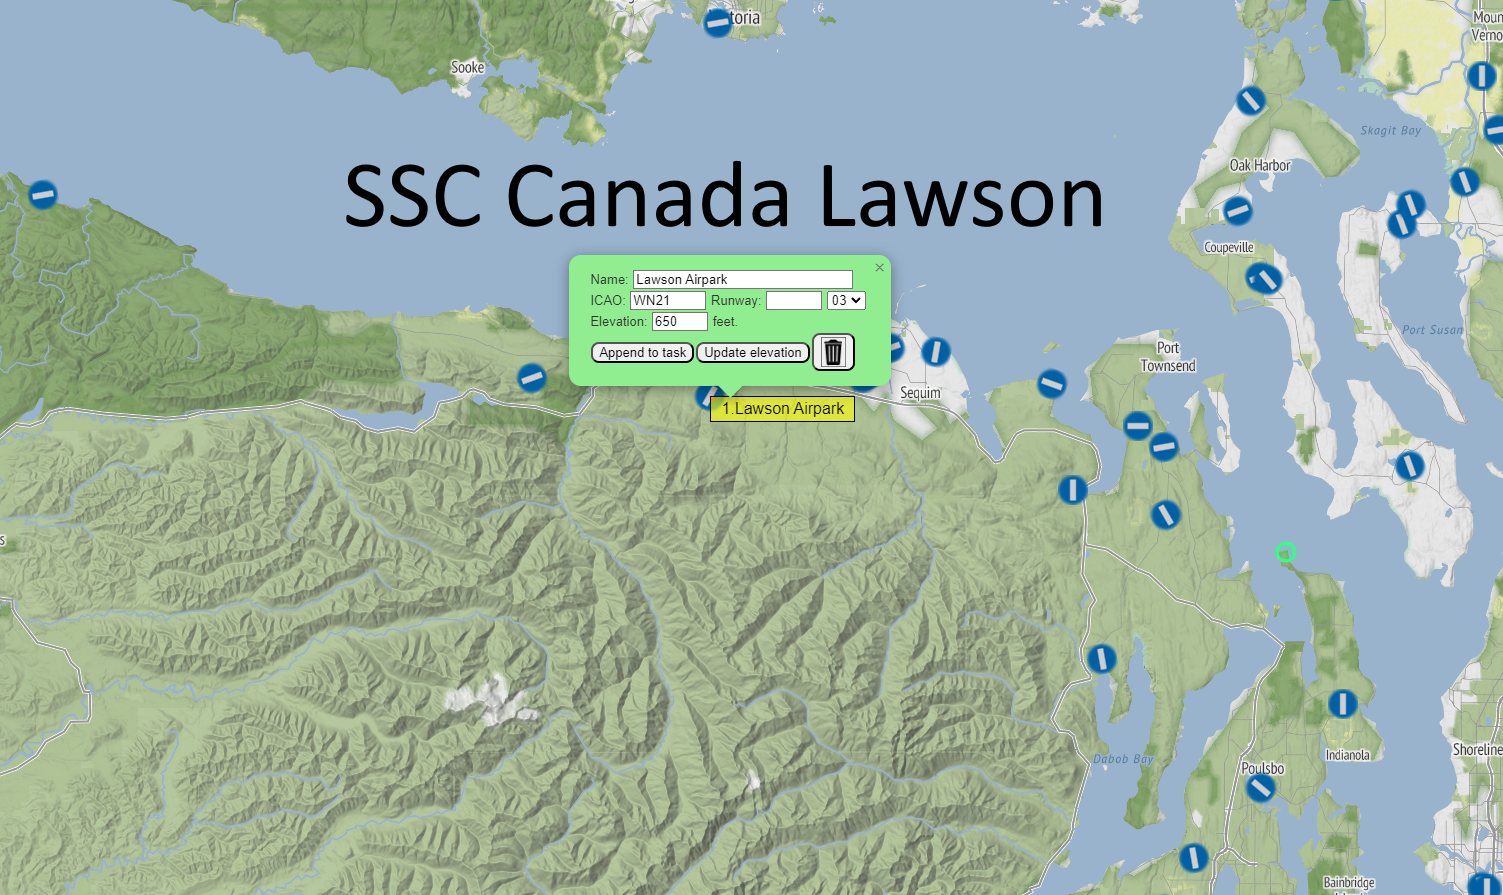 Sooke
Mount
Verno
Skagit Bay
Oak Harbor
SSC Canada Lawson
Coupeville
×
Name: Lawson Airpark
ICAO: WN21 Runway: 03
Elevation: 650 feet.
Append to task Update elevation
Port Susan
Port
Townsend
Sequim
1.Lawson Airpark
Dabob Bay
Indianola
Shoreline
Poulsbo
Bainbridge